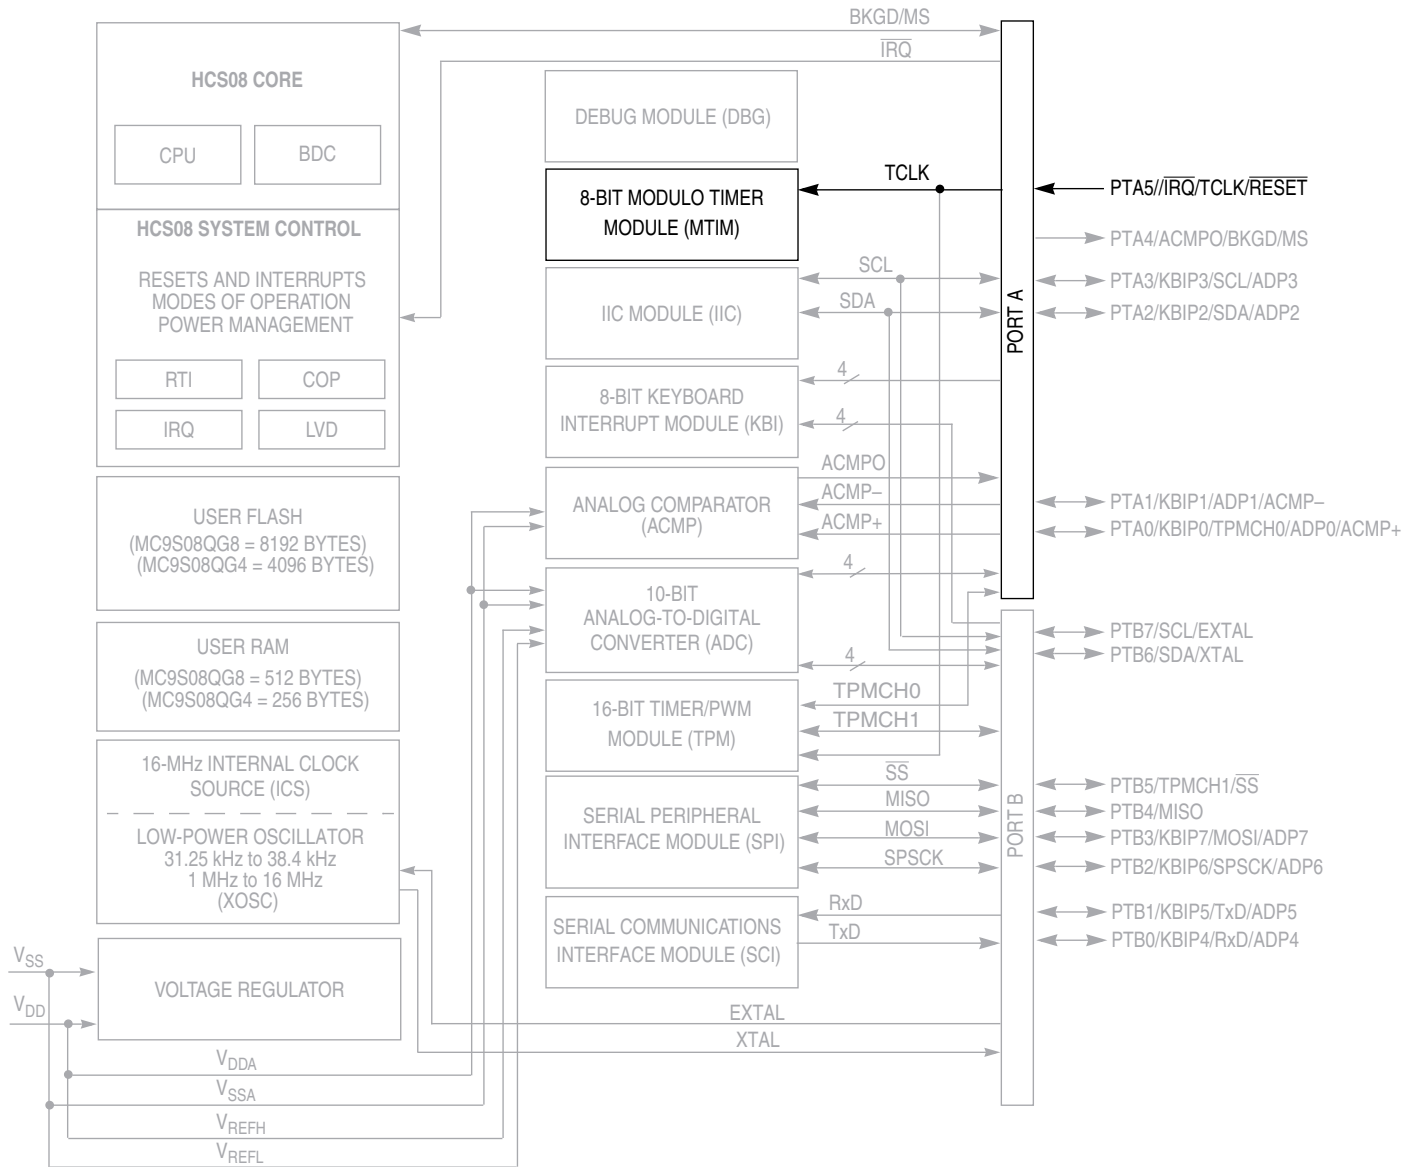 BKGD/MS
IRQ
HCS08 CORE
CPU
BDC
HCS08 SYSTEM CONTROL
RESETS AND INTERRUPTS
MODES OF OPERATION
POWER MANAGEMENT
RTI
COP
IRQ
LVD
USER FLASH
(MC9S08QG8 = 8192 BYTES)
(MC9S08QG4 = 4096 BYTES)
USER RAM
(MC9S08QG8 = 512 BYTES)
(MC9S08QG4 = 256 BYTES)
16-MHz INTERNAL CLOCK
SOURCE (ICS)
LOW-POWER OSCILLATOR
31.25 kHz to 38.4 kHz
1 MHz to 16 MHz
(XOSC)
VSS
VDD
VOLTAGE REGULATOR
VDDA
VSSA
VREFH
VREFL
DEBUG MODULE (DBG)
8-BIT MODULO TIMER
MODULE (MTIM)
TCLK
IIC MODULE (IIC)
SCL
SDA
8-BIT KEYBOARD
INTERRUPT MODULE (KBI)
4
4
ANALOG COMPARATOR
(ACMP)
ACMPO
ACMP–
ACMP+
10-BIT
ANALOG-TO-DIGITAL
CONVERTER (ADC)
4
4
16-BIT TIMER/PWM
MODULE (TPM)
TPMCH0
TPMCH1
SERIAL PERIPHERAL
INTERFACE MODULE (SPI)
SS
MISO
MOSI
SPSCK
SERIAL COMMUNICATIONS
INTERFACE MODULE (SCI)
RxD
TxD
EXTAL
XTAL
PORT A
PORT B
PTA5//IRQ/TCLK/RESET
PTA4/ACMPO/BKGD/MS
PTA3/KBIP3/SCL/ADP3
PTA2/KBIP2/SDA/ADP2
PTA1/KBIP1/ADP1/ACMP–
PTA0/KBIP0/TPMCH0/ADP0/ACMP+
PTB7/SCL/EXTAL
PTB6/SDA/XTAL
PTB5/TPMCH1/SS
PTB4/MISO
PTB3/KBIP7/MOSI/ADP7
PTB2/KBIP6/SPSCK/ADP6
PTB1/KBIP5/TxD/ADP5
PTB0/KBIP4/RxD/ADP4